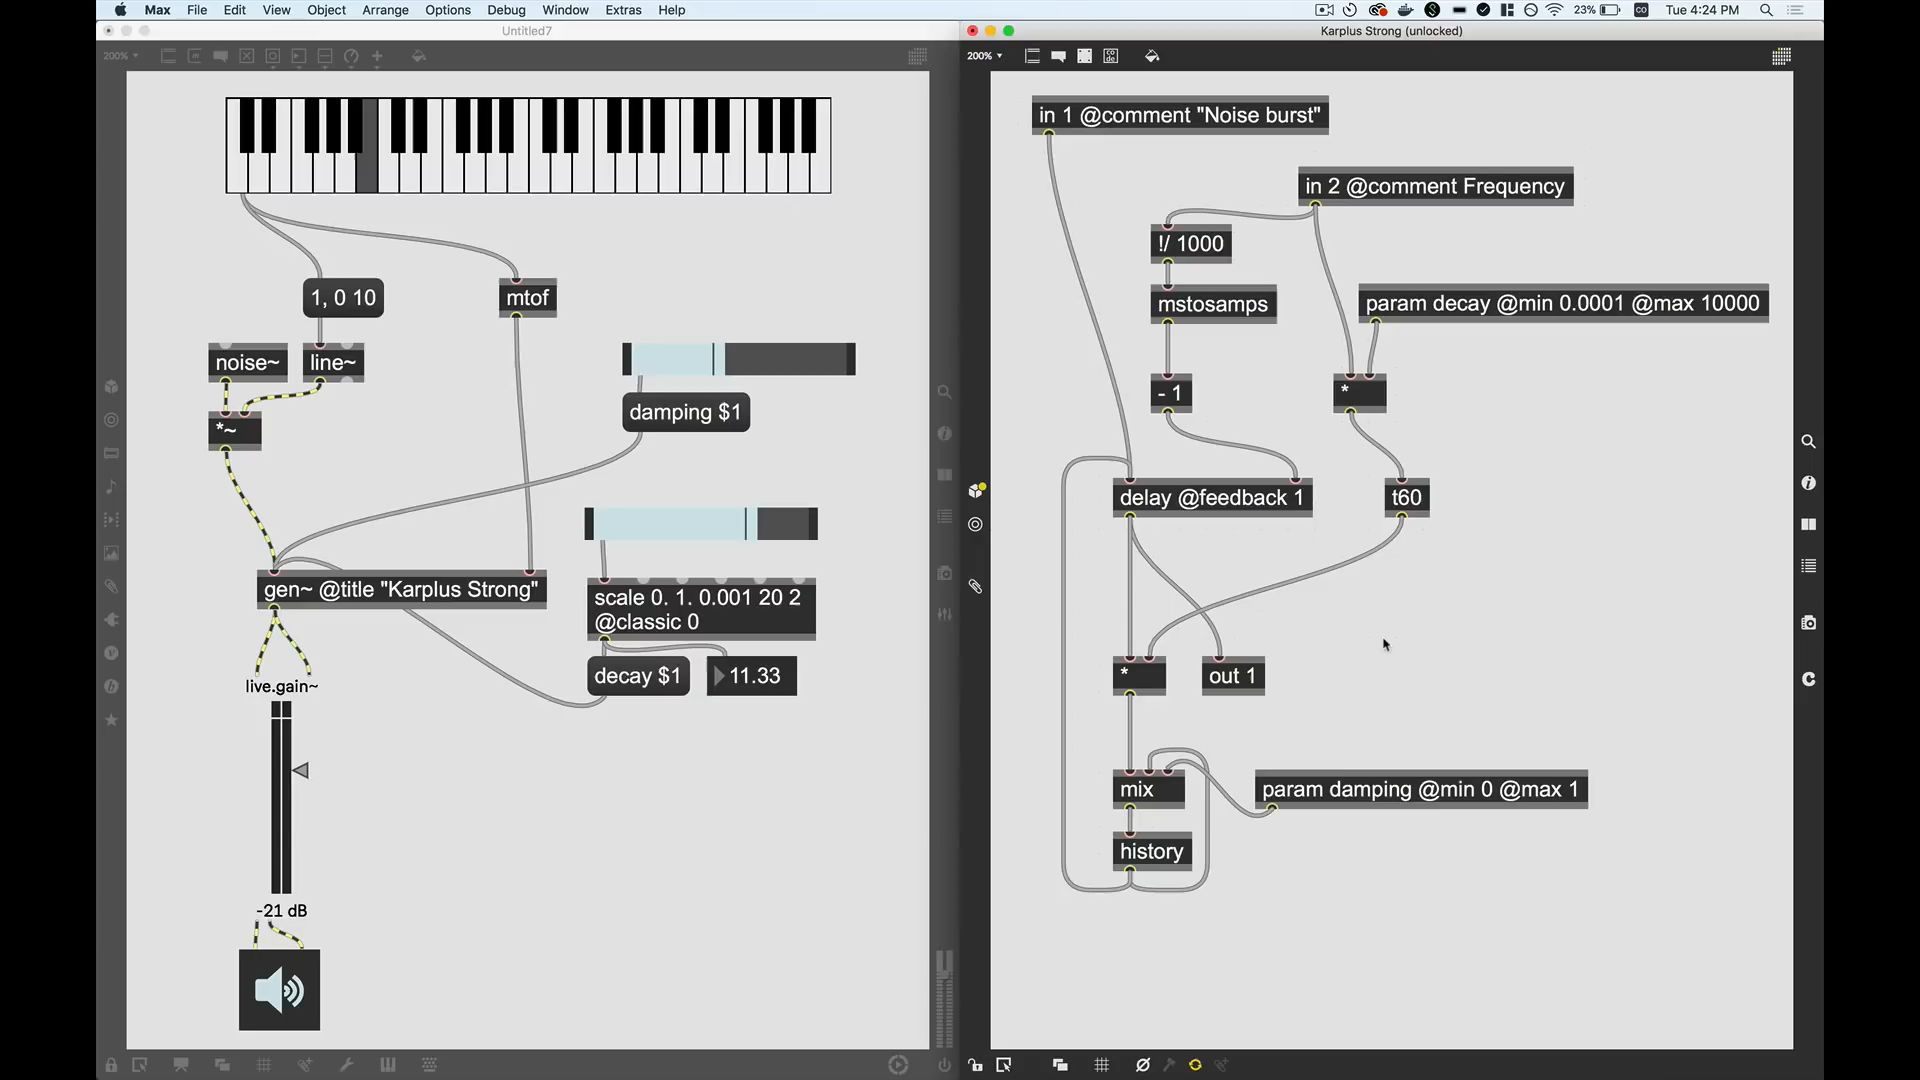 Max File Edit View Object Arrange Options Debug Window Extras Help
23% Tue 4:24 PM
Untitled7
200%
1, 0 10
mtof
noise~
line~
*~
damping $1
gen~ @title "Karplus Strong"
scale 0. 1. 0.001 20 2
@classic 0
decay $1
11.33
live.gain~
-21 dB
Karplus Strong (unlocked)
200%
in 1 @comment "Noise burst"
in 2 @comment Frequency
!/ 1000
mstosamps
param decay @min 0.0001 @max 10000
- 1
*
delay @feedback 1
t60
*
out 1
mix
param damping @min 0 @max 1
history